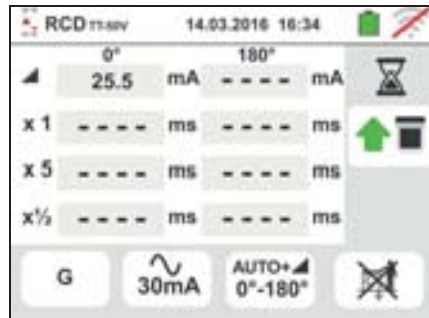 RCD TT-50V 14.03.2016 16:34
0° 180°
25.5 mA - - - - mA
x 1 - - - - ms - - - - ms
x 5 - - - - ms - - - - ms
x½ - - - - ms - - - - ms
G 30mA AUTO+ 0°-180°